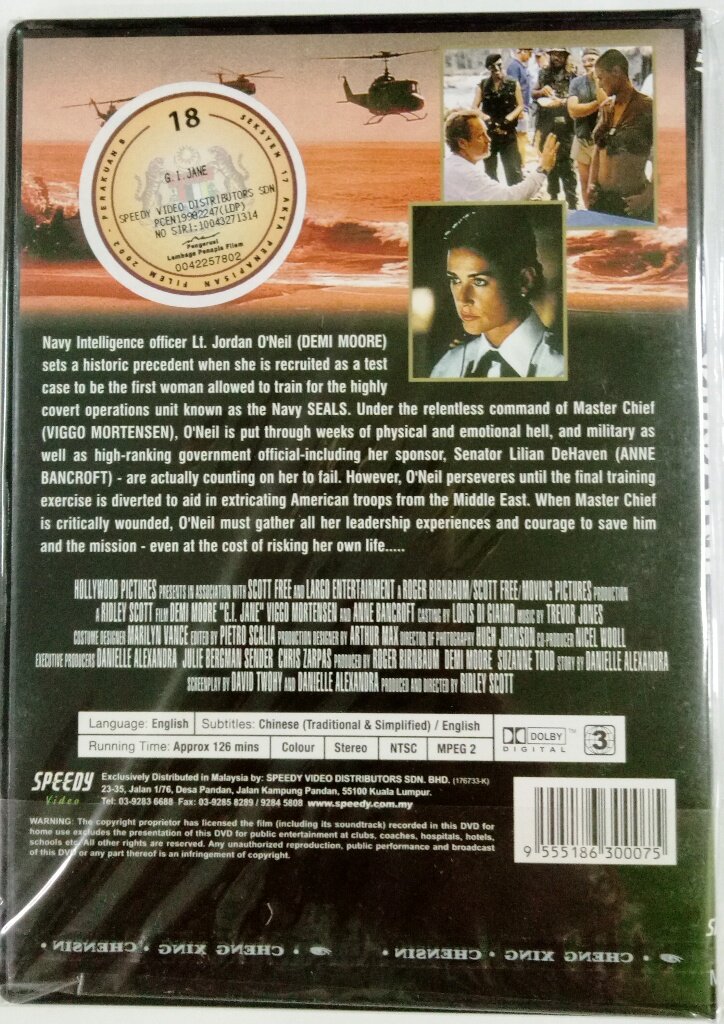 18
PERAKUAN B
SEKSYEN 17 AKTA PENAPISAN FILEM 2002
G.I.JANE
SPEEDY VIDEO DISTRIBUTORS SDN
PCEN19982247(LDP)
NO SIRI:10043271314
Pengerusi
Lembaga Penapis Filem
0042257802
Navy Intelligence officer Lt. Jordan O'Neil (DEMI MOORE)
sets a historic precedent when she is recruited as a test
case to be the first woman allowed to train for the highly
covert operations unit known as the Navy SEALS. Under the relentless command of Master Chief
(VIGGO MORTENSEN), O'Neil is put through weeks of physical and emotional hell, and military as
well as high-ranking government official-including her sponsor, Senator Lilian DeHaven (ANNE
BANCROFT) - are actually counting on her to fail. However, O'Neil perseveres until the final training
exercise is diverted to aid in extricating American troops from the Middle East. When Master Chief
is critically wounded, O'Neil must gather all her leadership experiences and courage to save him
and the mission - even at the cost of risking her own life.....
HOLLYWOOD PICTURES PRESENTS IN ASSOCIATION WITH SCOTT FREE AND LARGO ENTERTAINMENT A ROGER BIRNBAUM/SCOTT FREE/MOVING PICTURES PRODUCTION
A RIDLEY SCOTT FILM DEMI MOORE "G.I. JANE" VIGGO MORTENSEN AND ANNE BANCROFT CASTING BY LOUIS DI GIAIMO MUSIC BY TREVOR JONES
COSTUME DESIGNER MARILYN VANCE EDITED BY PIETRO SCALIA PRODUCTION DESIGNED BY ARTHUR MAX DIRECTOR OF PHOTOGRAPHY HUGH JOHNSON CO-PRODUCER NIGEL WOOLL
EXECUTIVE PRODUCERS DANIELLE ALEXANDRA JULIE BERGMAN SENDER CHRIS ZARPAS PRODUCED BY ROGER BIRNBAUM DEMI MOORE SUZANNE TODD STORY BY DANIELLE ALEXANDRA
SCREENPLAY BY DAVID TWOHY AND DANIELLE ALEXANDRA PRODUCED AND DIRECTED BY RIDLEY SCOTT
Language: English Subtitles: Chinese (Traditional & Simplified) / English
Running Time: Approx 126 mins Colour Stereo NTSC MPEG 2
DOLBY DIGITAL TM
3
SPEEDY Video
Exclusively Distributed in Malaysia by: SPEEDY VIDEO DISTRIBUTORS SDN. BHD. (176733-K)
23-35, Jalan 1/76, Desa Pandan, Jalan Kampung Pandan, 55100 Kuala Lumpur.
Tel: 03-9283 6688 Fax: 03-9285 8289 / 9284 5808 www.speedy.com.my
WARNING: The copyright proprietor has licensed the film (including its soundtrack) recorded in this DVD for
home use excludes the presentation of this DVD for public entertainment at clubs, coaches, hospitals, hotels,
schools etc. All other rights are reserved. Any unauthorized reproduction, public performance and broadcast
of this DVD or any part thereof is an infringement of copyright.
9 555186 300075
CHENG XING • CHENSIN • CHENG XING • CHENSIN •